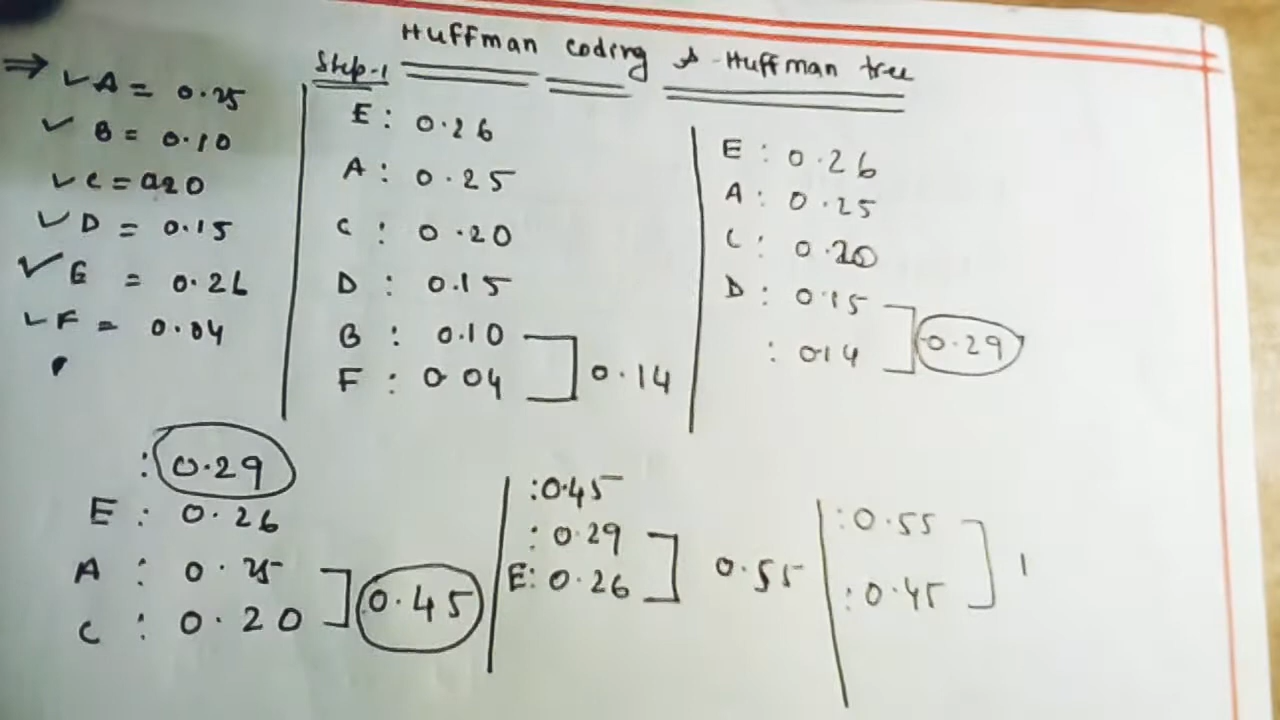 Huffman coding & Huffman tree
⇒ ✓ A = 0.25
✓ B = 0.10
✓ C = 0.20
✓ D = 0.15
✓ E = 0.26
✓ F = 0.04
Step-1
E : 0.26
A : 0.25
C : 0.20
D : 0.15
B : 0.10
F : 0.04
0.14
E : 0.26
A : 0.25
C : 0.20
D : 0.15
: 0.14
0.29
: 0.29
E : 0.26
A : 0.25
C : 0.20
0.45
: 0.45
: 0.29
E : 0.26
0.55
: 0.55
: 0.45
1